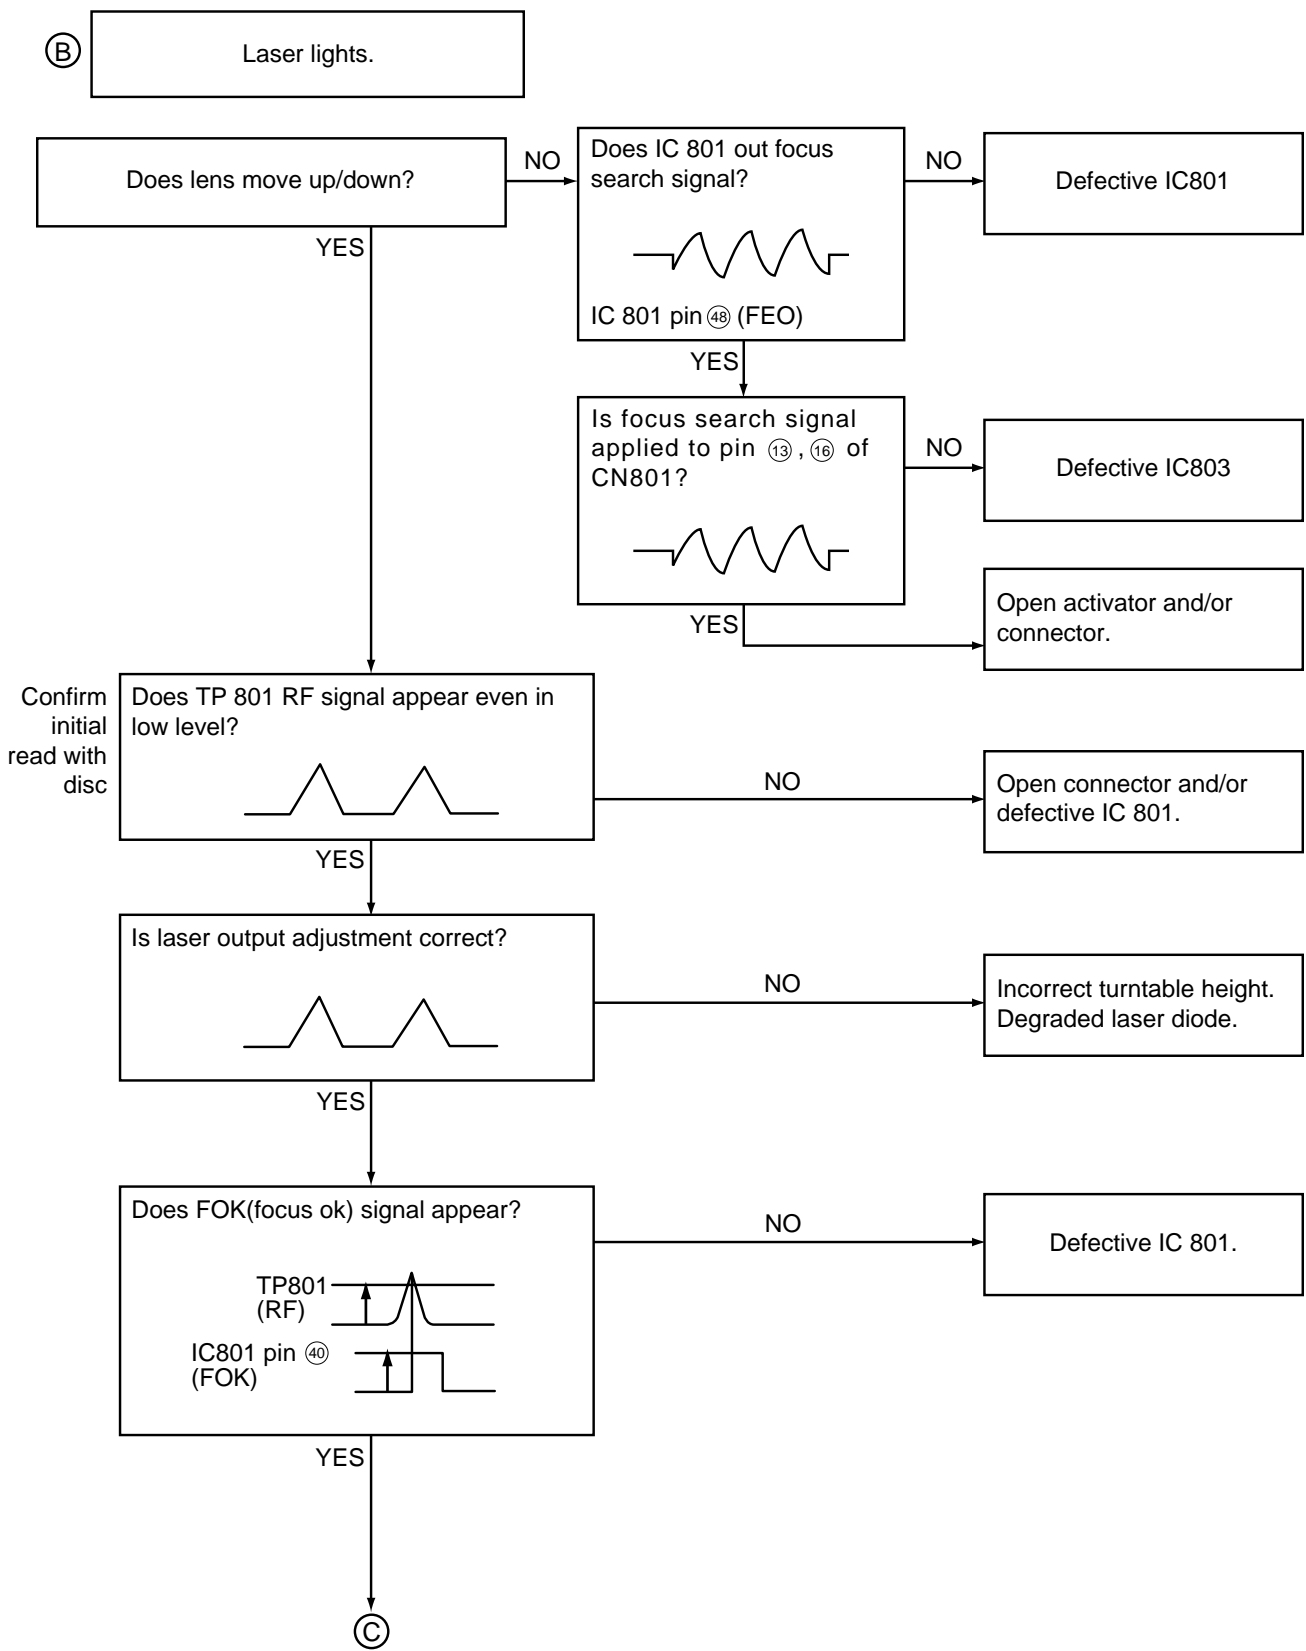 B
Laser lights.
Does lens move up/down?
NO
Does IC 801 out focus
search signal?
IC 801 pin 48 (FEO)
NO
Defective IC801
YES
YES
Is focus search signal
applied to pin 13 , 16 of
CN801?
NO
Defective IC803
YES
Open activator and/or
connector.
Confirm
initial
read with
disc
Does TP 801 RF signal appear even in
low level?
NO
Open connector and/or
defective IC 801.
YES
Is laser output adjustment correct?
NO
Incorrect turntable height.
Degraded laser diode.
YES
Does FOK(focus ok) signal appear?
TP801
(RF)
IC801 pin 40
(FOK)
NO
Defective IC 801.
YES
C